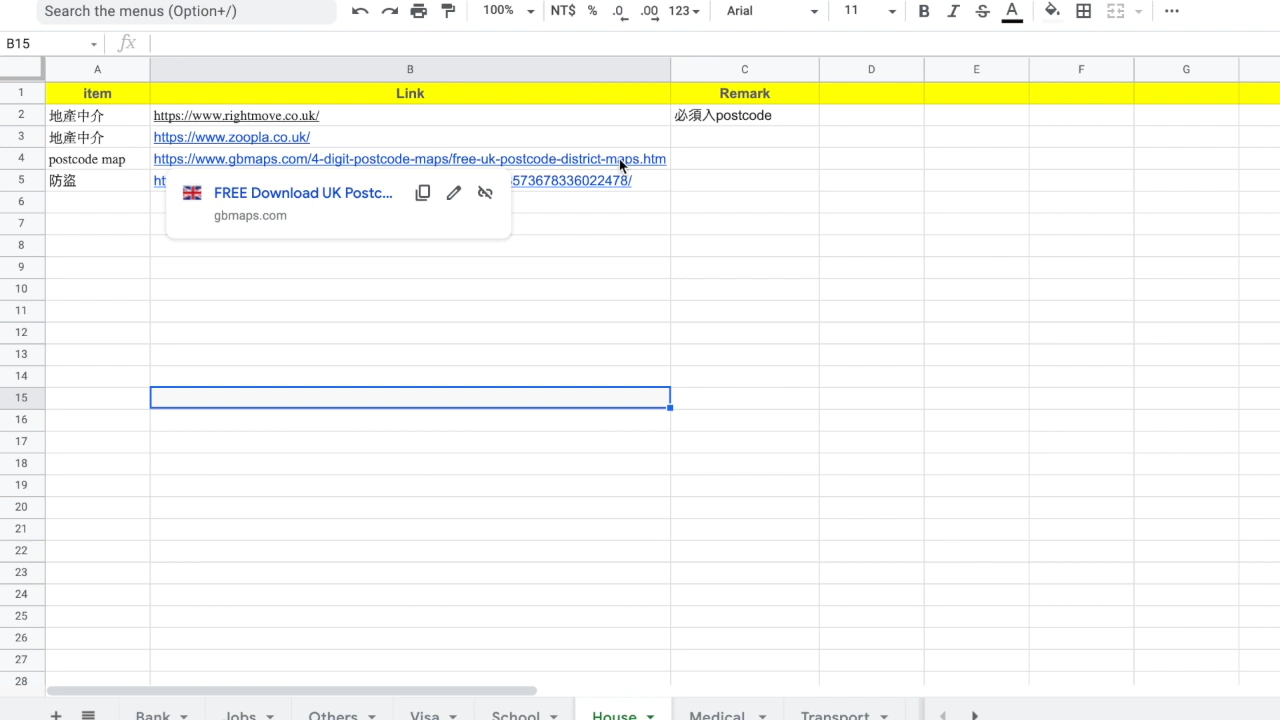 Search the menus (Option+/)
100%
NT$ % .0 .00 123
Arial
11
B I S A
B15
fx
A B C D E F G
1 item Link Remark
2 地產中介 https://www.rightmove.co.uk/ 必須入postcode
3 地產中介 https://www.zoopla.co.uk/
4 postcode map https://www.gbmaps.com/4-digit-postcode-maps/free-uk-postcode-district-maps.htm
5 防盜 ht 573678336022478/
FREE Download UK Postc...
gbmaps.com
6
7
8
9
10
11
12
13
14
15
16
17
18
19
20
21
22
23
24
25
26
27
28
Bank Jobs Others Visa School House Medical Transport